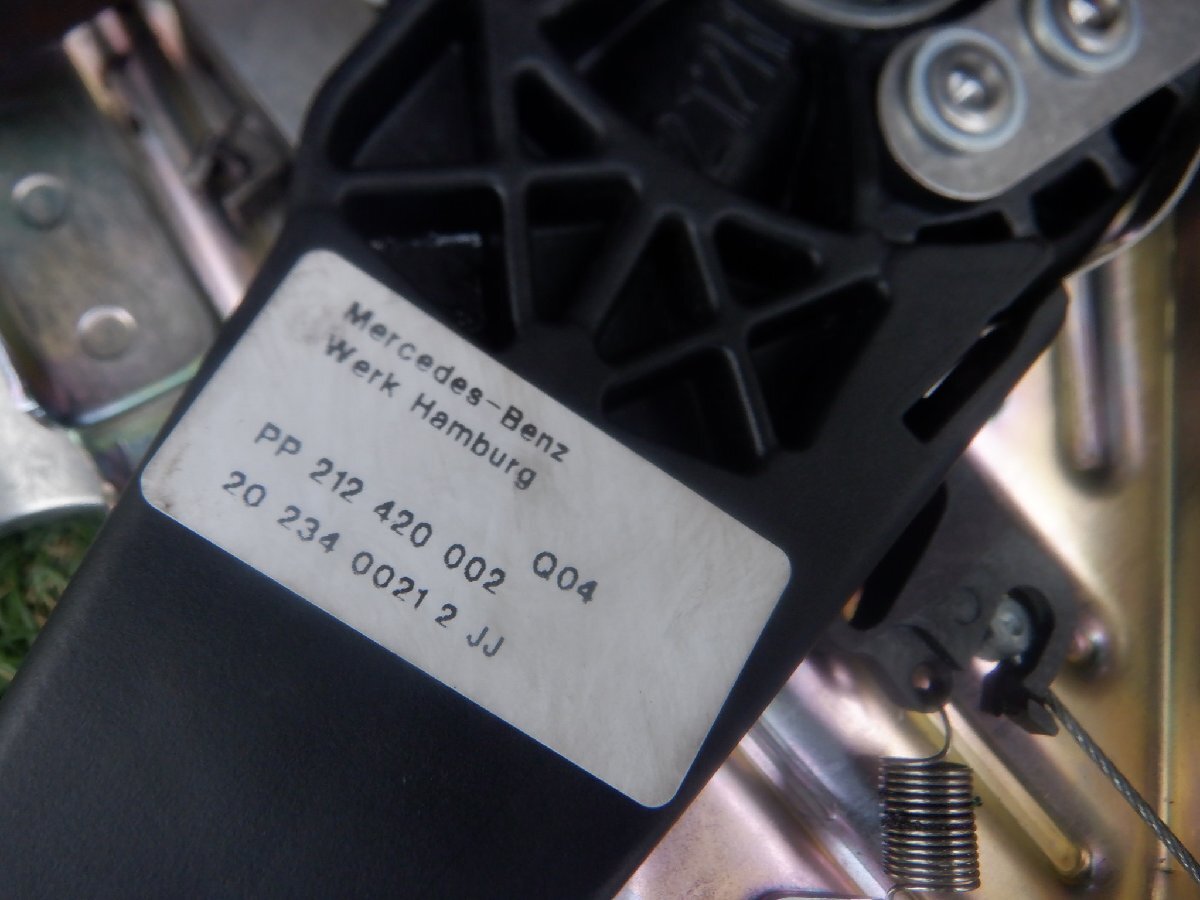 Mercedes-Benz
Werk Hamburg
PP 212 420 002 Q04
20 234 0021 2 JJ